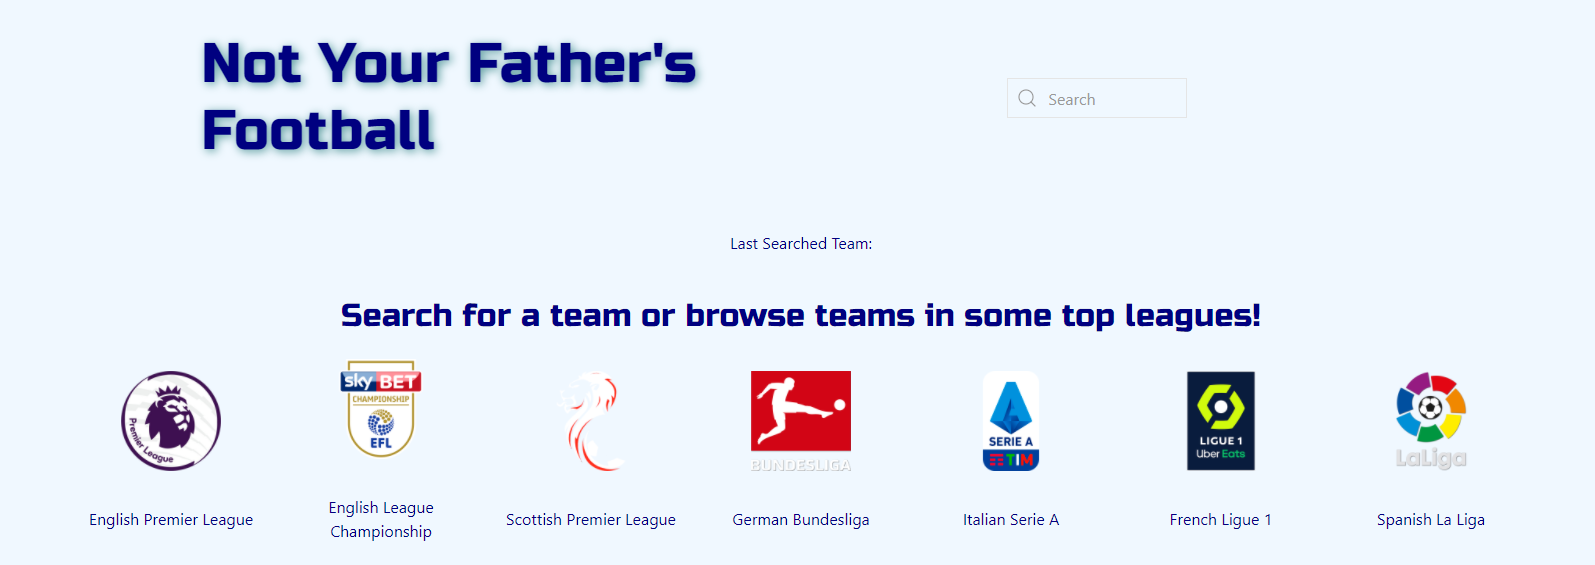 Not Your Father's
Football
Search
Last Searched Team:
Search for a team or browse teams in some top leagues!
Premier League
sky BET
CHAMPIONSHIP
EFL
BUNDESLIGA
SERIE A
TIM
LIGUE 1
Uber Eats
LaLiga
English Premier League
English League
Championship
Scottish Premier League
German Bundesliga
Italian Serie A
French Ligue 1
Spanish La Liga